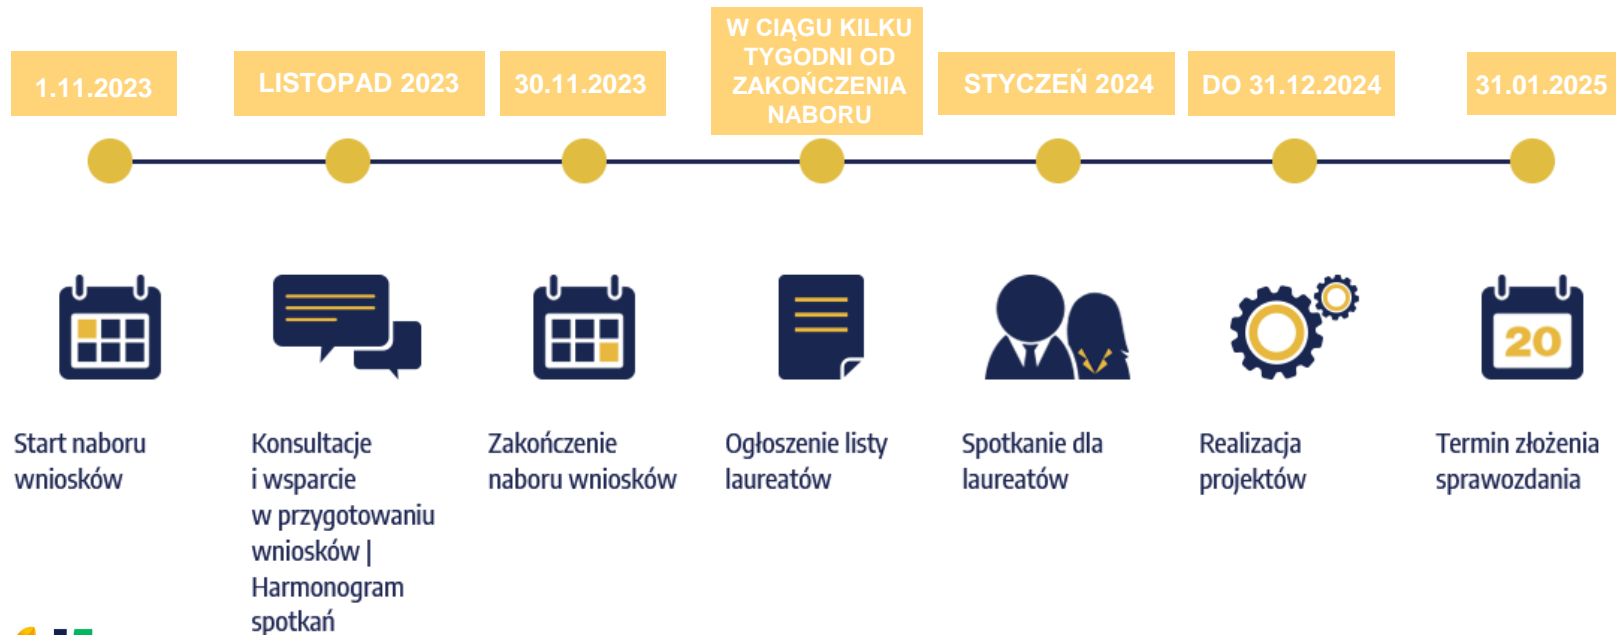 1.11.2023
LISTOPAD 2023
30.11.2023
W CIĄGU KILKU
TYGODNI OD
ZAKOŃCZENIA
NABORU
STYCZEŃ 2024
DO 31.12.2024
31.01.2025
20
Start naboru
wniosków
Konsultacje
i wsparcie
w przygotowaniu
wniosków |
Harmonogram
spotkań
Zakończenie
naboru wniosków
Ogłoszenie listy
laureatów
Spotkanie dla
laureatów
Realizacja
projektów
Termin złożenia
sprawozdania